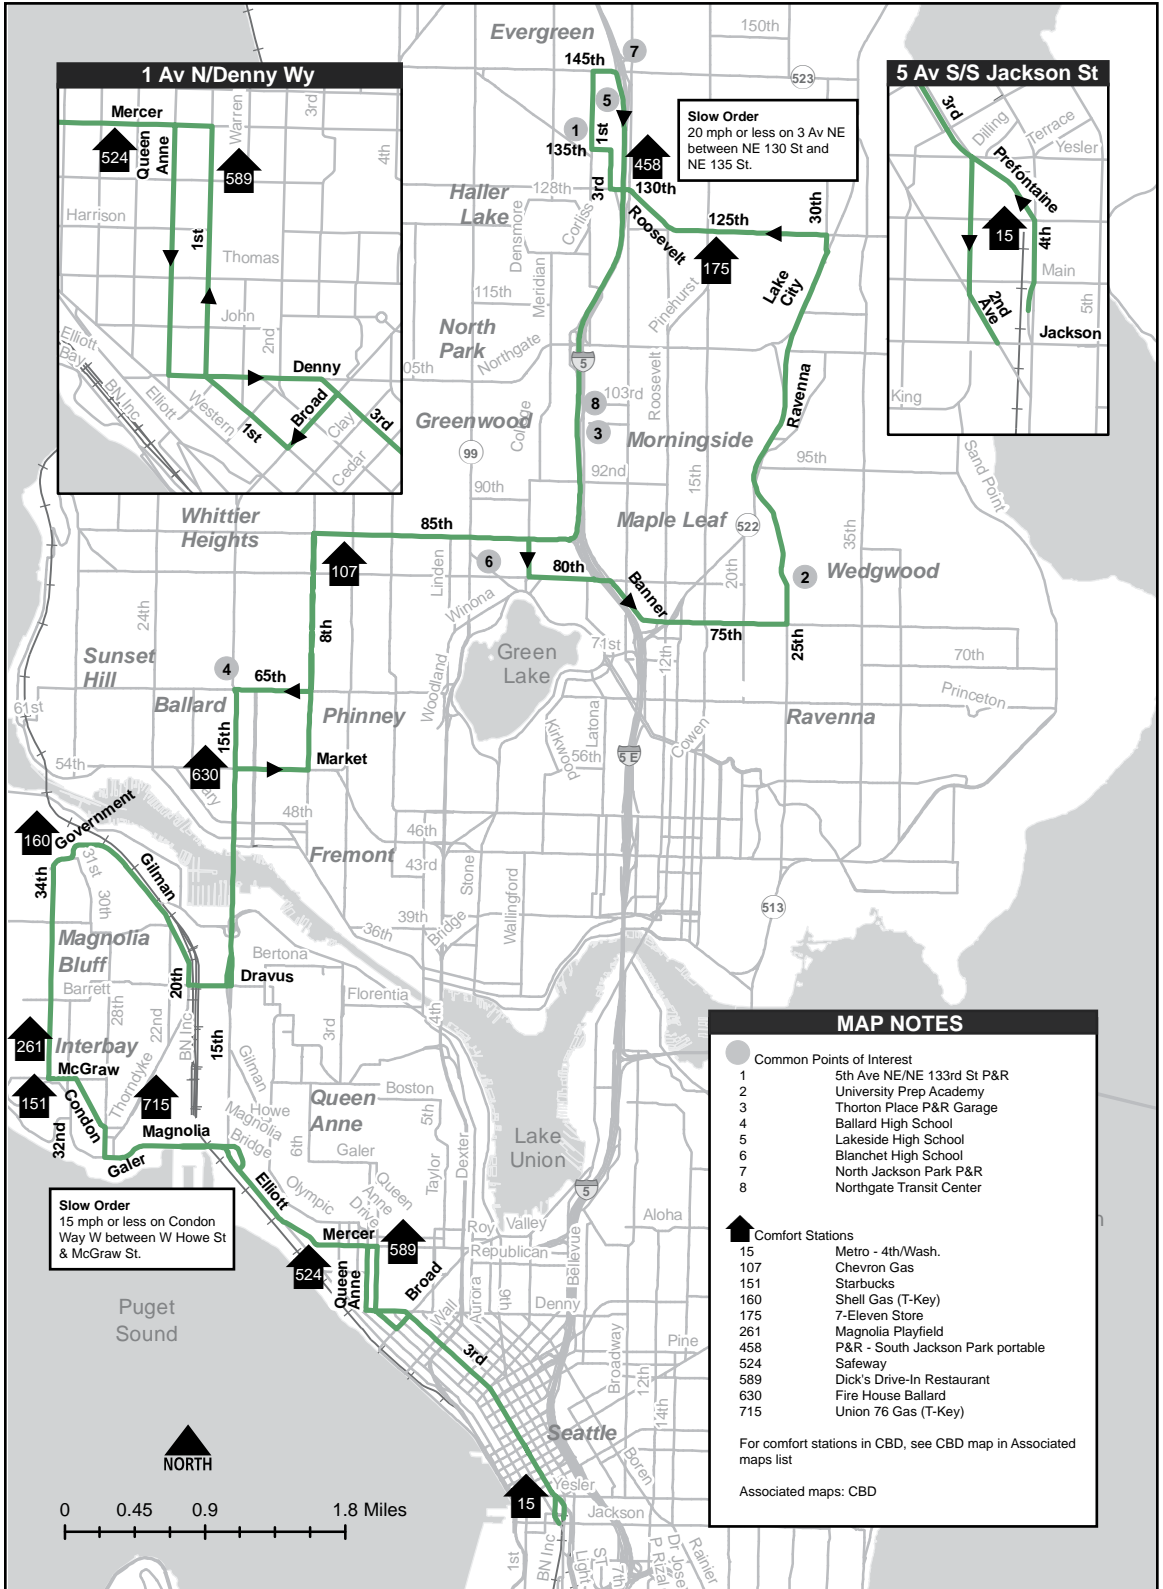 Evergreen
150th
7
145th
523
1 Av N/Denny Wy
Mercer
Queen
Anne
Warren
3rd
4th
524
589
Harrison
1st
Thomas
John
2nd
Elliott
Bay
BN Inc
Elliott
Western
Denny
1st
Broad
Clay
3rd
Cedar
5 Av S/S Jackson St
3rd
Dilling
Terrace
Yesler
Prefontaine
15
4th
Main
5th
2nd
Ave
Jackson
King
Slow Order
20 mph or less on 3 Av NE
between NE 130 St and
NE 135 St.
5
1
1st
135th
458
3rd
128th
130th
Haller
Lake
Densmore
Corliss
Roosevelt
125th
30th
175
Meridian
115th
Pinehurst
Lake
City
North
Park
Northgate
05th
5
Roosevelt
Ravenna
103rd
8
Greenwood
College
3
Morningside
99
92nd
95th
90th
15th
Sand Point
Whittier
Heights
85th
Maple Leaf
522
35th
107
Linden
6
80th
20th
2
Wedgwood
Winona
Banner
24th
8th
75th
25th
71st
12th
Green
Lake
70th
Sunset
Hill
4
65th
Woodland
Princeton
61st
Ballard
Phinney
Kirkwood
Latona
Cowen
Ravenna
15th
54th
630
Market
56th
5 E
ary
48th
Government
160
46th
Fremont
43rd
31st
Gilman
34th
30th
Stone
Wallingford
39th
513
36th
Bridge
Magnolia
Bluff
Bertona
20th
Dravus
Barrett
Florentia
28th
22nd
BN Inc
3rd
4th
261
Interbay
15th
McGraw
Thorndyke
Gilman
151
Condon
715
Queen
Anne
Boston
5th
32nd
Howe
Magnolia
Bridge
6th
Magnolia
Galer
Galer
Lake
Union
Taylor
Dexter
Queen
Anne
Drive
Elliott
Olympic
5
Slow Order
15 mph or less on Condon
Way W between W Howe St
& McGraw St.
Mercer
589
Roy
Valley
Aloha
Republican
Bellevue
524
Queen
Anne
Broad
Aurora
9th
Denny
Wall
Puget
Sound
3rd
Broadway
Pine
12th
14th
Seattle
Boren
NORTH
Yesler
15
Jackson
0 0.45 0.9 1.8 Miles
1st
BN Inc
Light
ST
7th
P Rizal
Dr Jose
Rainier
n
MAP NOTES
Common Points of Interest
1 5th Ave NE/NE 133rd St P&R
2 University Prep Academy
3 Thorton Place P&R Garage
4 Ballard High School
5 Lakeside High School
6 Blanchet High School
7 North Jackson Park P&R
8 Northgate Transit Center
Comfort Stations
15 Metro - 4th/Wash.
107 Chevron Gas
151 Starbucks
160 Shell Gas (T-Key)
175 7-Eleven Store
261 Magnolia Playfield
458 P&R - South Jackson Park portable
524 Safeway
589 Dick's Drive-In Restaurant
630 Fire House Ballard
715 Union 76 Gas (T-Key)
For comfort stations in CBD, see CBD map in Associated
maps list
Associated maps: CBD